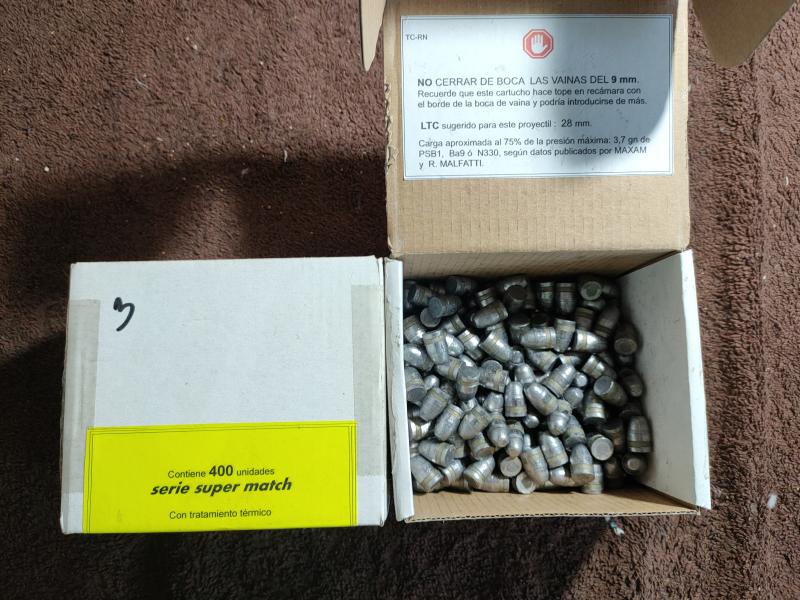 TC-RN
NO CERRAR DE BOCA LAS VAINAS DEL 9 mm.
Recuerde que este cartucho hace tope en recámara con
el borde de la boca de vaina y podría introducirse de más.
LTC sugerido para este proyectil : 28 mm.
Carga aproximada al 75% de la presión máxima: 3,7 gn de
PSB1, Ba9 ó N330, según datos publicados por MAXAM
y R. MALFATTI.
3
Contiene 400 unidades
serie super match
Con tratamiento térmico